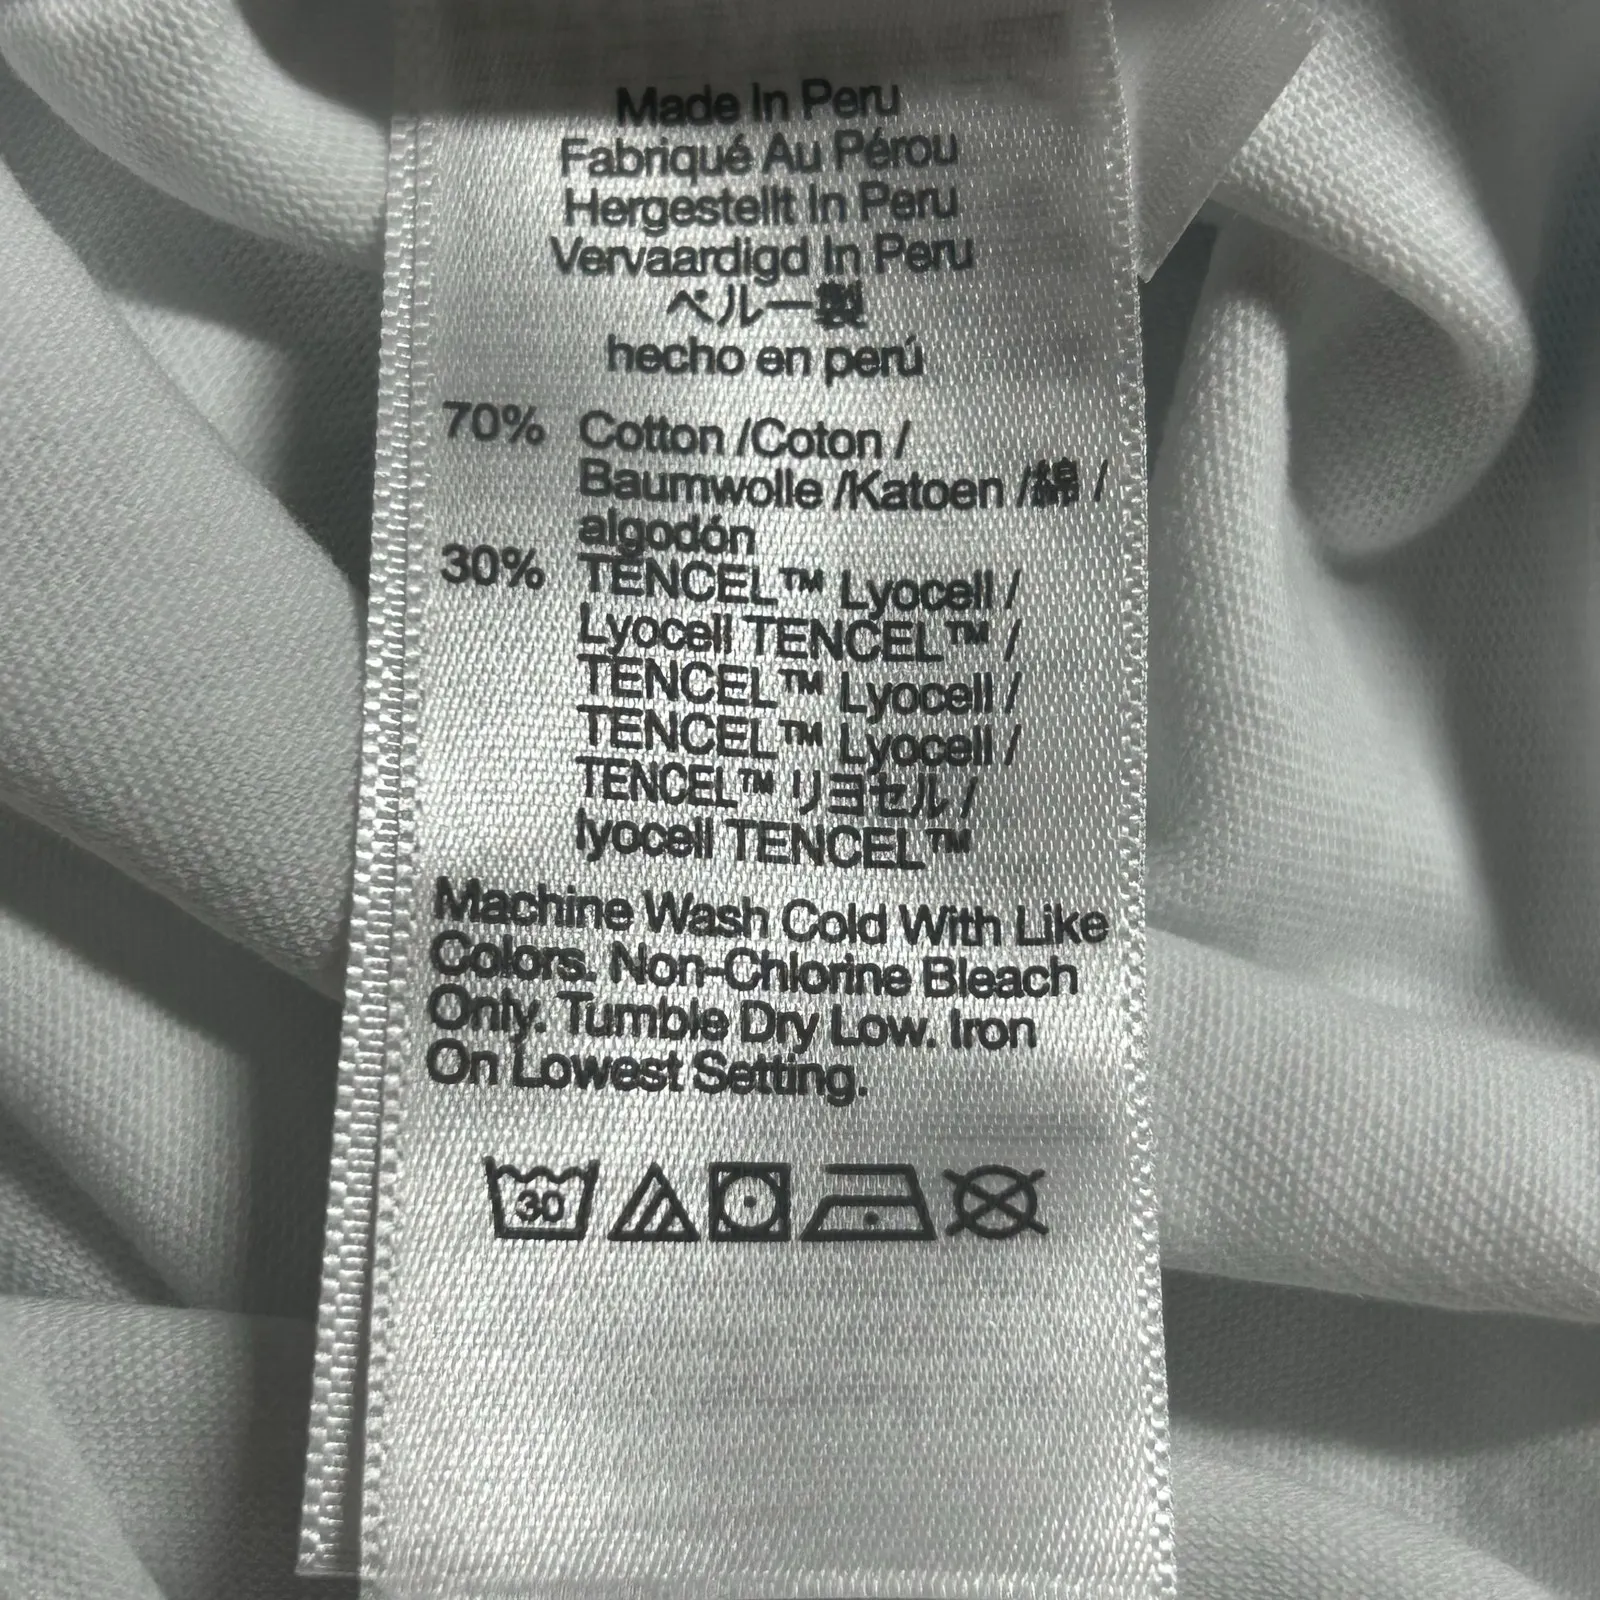 Made In Peru
Fabriqué Au Pérou
Hergestellt In Peru
Vervaardigd In Peru
ペルー製
hecho en perú
70% Cotton /Coton /
Baumwolle /Katoen /綿 /
algodón
30% TENCEL™ Lyocell /
Lyocell TENCEL™ /
TENCEL™ Lyocell /
TENCEL™ Lyocell /
TENCEL™ リヨセル /
lyocell TENCEL™
Machine Wash Cold With Like
Colors. Non-Chlorine Bleach
Only. Tumble Dry Low. Iron
On Lowest Setting.
30